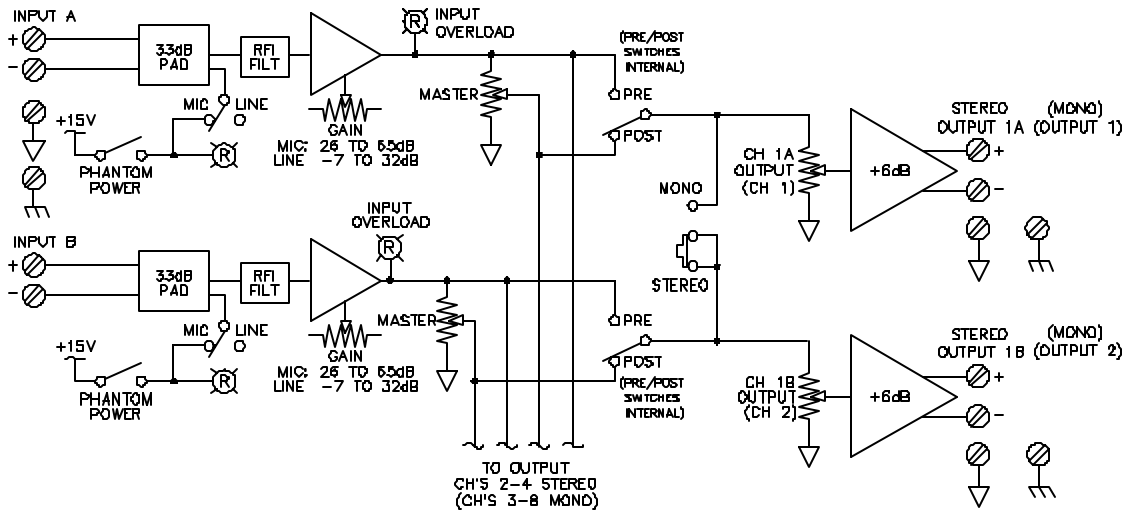 INPUT A
+
-
33dB
PAD
RFI
FILT
R
INPUT
OVERLOAD
MASTER
(PRE/POST
SWITCHES
INTERNAL)
PRE
POST
MIC
LINE
+15V
PHANTOM
POWER
R
GAIN
MIC: 26 TO 65dB
LINE -7 TO 32dB
MONO
STEREO
CH 1A
OUTPUT
(CH 1)
+6dB
STEREO (MONO)
OUTPUT 1A (OUTPUT 1)
+
-
INPUT B
+
-
33dB
PAD
RFI
FILT
INPUT
OVERLOAD
R
MASTER
PRE
POST
(PRE/POST
SWITCHES
INTERNAL)
MIC
LINE
+15V
PHANTOM
POWER
R
GAIN
MIC: 26 TO 65dB
LINE -7 TO 32dB
CH 1B
OUTPUT
(CH 2)
+6dB
STEREO (MONO)
OUTPUT 1B (OUTPUT 2)
+
-
TO OUTPUT
CH'S 2-4 STEREO
(CH'S 3-8 MONO)